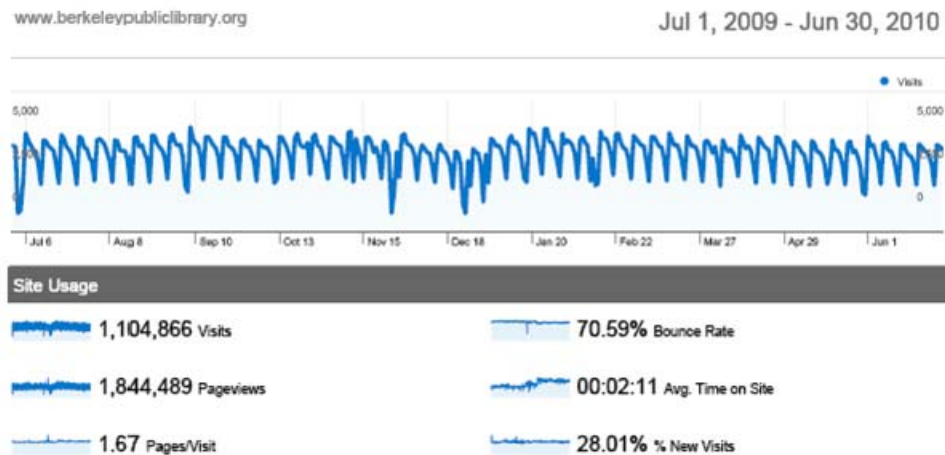 www.berkeleypubliclibrary.org
Jul 1, 2009 - Jun 30, 2010
Visits
5,000 5,000
0 0
Jul 6 Aug 8 Sep 10 Oct 13 Nov 15 Dec 18 Jan 20 Feb 22 Mar 27 Apr 29 Jun 1
Site Usage
1,104,866 Visits
70.59% Bounce Rate
1,844,489 Pageviews
00:02:11 Avg. Time on Site
1.67 Pages/Visit
28.01% % New Visits